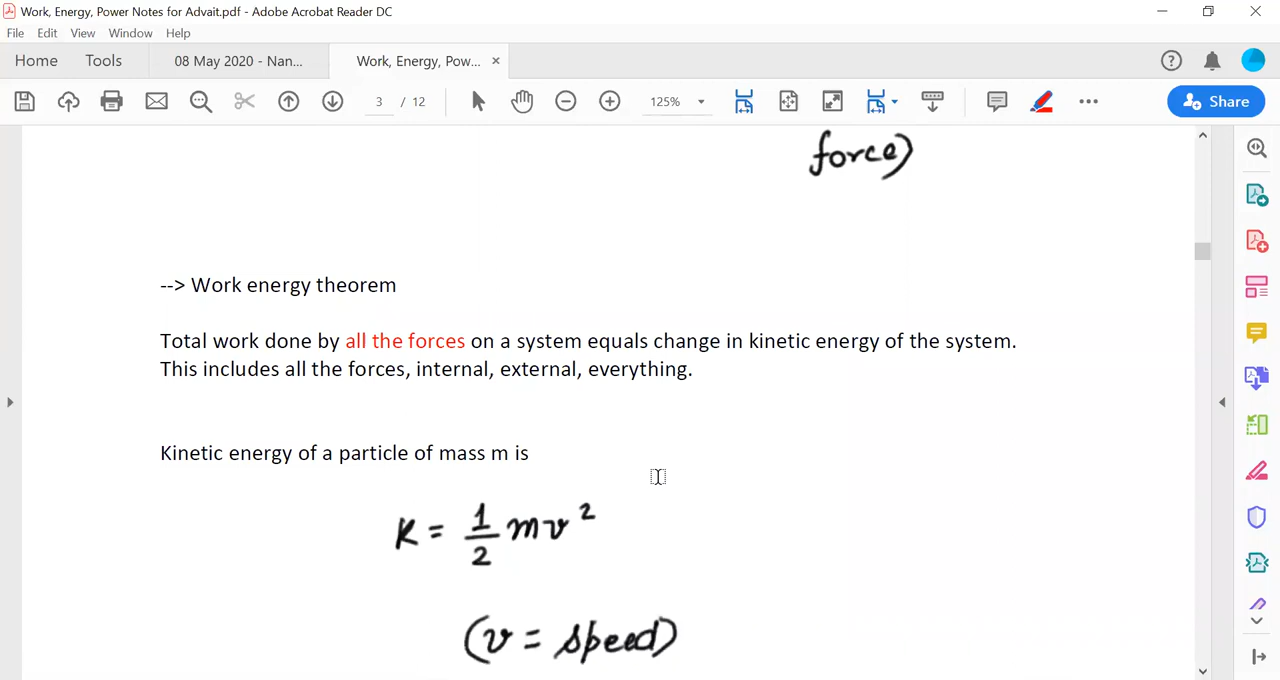 Work, Energy, Power Notes for Advait.pdf - Adobe Acrobat Reader DC
File Edit View Window Help
Home Tools 08 May 2020 - Nan... Work, Energy, Pow... ×
3 / 12 125% Share
force)
--> Work energy theorem
Total work done by all the forces on a system equals change in kinetic energy of the system.
This includes all the forces, internal, external, everything.
Kinetic energy of a particle of mass m is
K = 1/2 mv²
(v = speed)